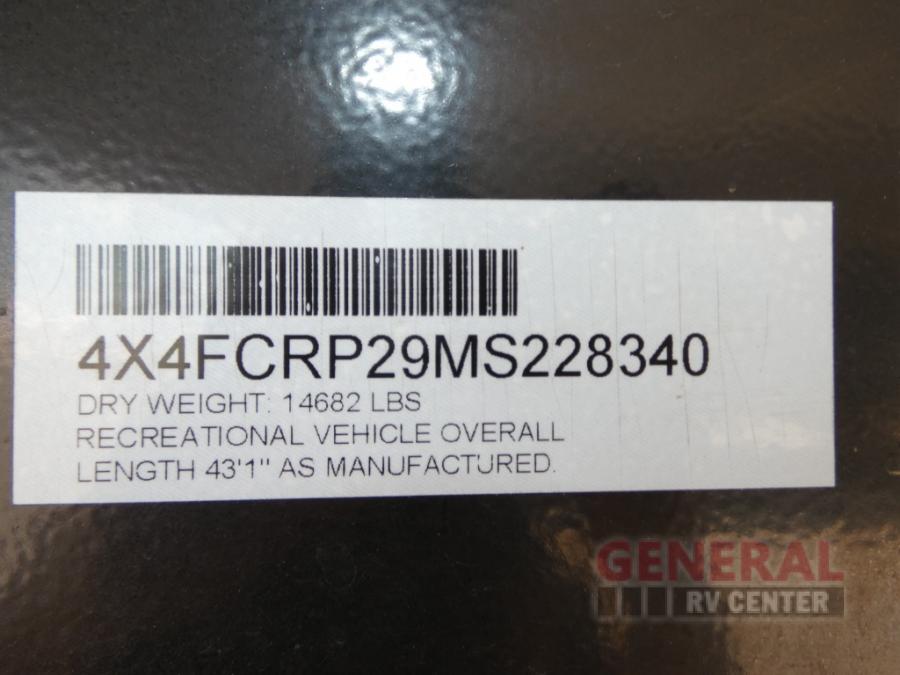 4X4FCRP29MS228340
DRY WEIGHT: 14682 LBS
RECREATIONAL VEHICLE OVERALL
LENGTH 43'1" AS MANUFACTURED.
GENERAL
RV CENTER